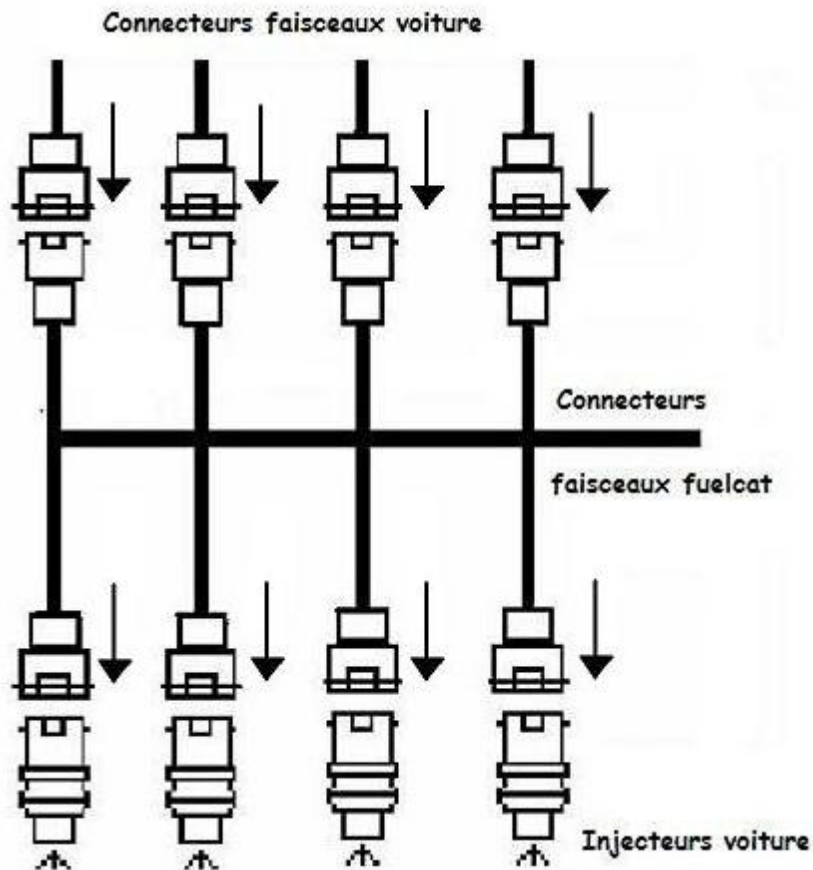 Connecteurs faisceaux voiture
Connecteurs
faisceaux fuelcat
Injecteurs voiture